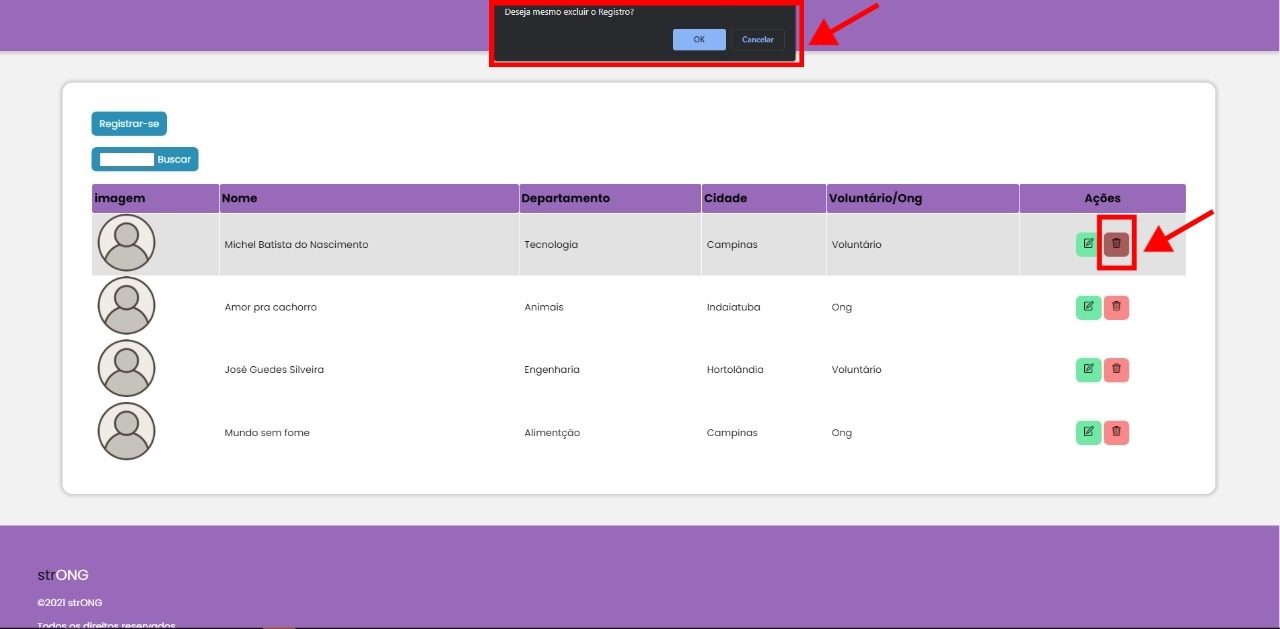 Deseja mesmo excluir o Registro?
OK Cancelar
Registrar-se
Buscar
imagem Nome Departamento Cidade Voluntário/Ong Ações
Michel Batista do Nascimento Tecnologia Campinas Voluntário
Amor pra cachorro Animais Indaiatuba Ong
José Guedes Silveira Engenharia Hortolândia Voluntário
Mundo sem fome Alimentção Campinas Ong
strONG
©2021 strONG
Todos os direitos reservados